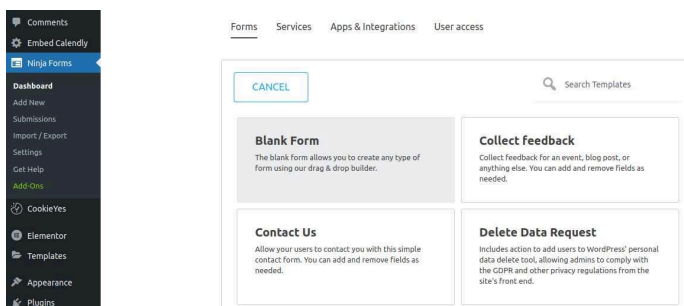 Comments
Embed Calendly
Ninja Forms
Dashboard
Add New
Submissions
Import / Export
Settings
Get Help
Add-Ons
CookieYes
Elementor
Templates
Appearance
Plugins
Forms Services Apps & Integrations User access
CANCEL
Search Templates
Blank Form
The blank form allows you to create any type of
form using our drag & drop builder.
Collect feedback
Collect feedback for an event, blog post, or
anything else. You can add and remove fields as
needed.
Contact Us
Allow your users to contact you with this simple
contact form. You can add and remove fields as
needed.
Delete Data Request
Includes action to add users to WordPress' personal
data delete tool, allowing admins to comply with
the GDPR and other privacy regulations from the
site's front end.